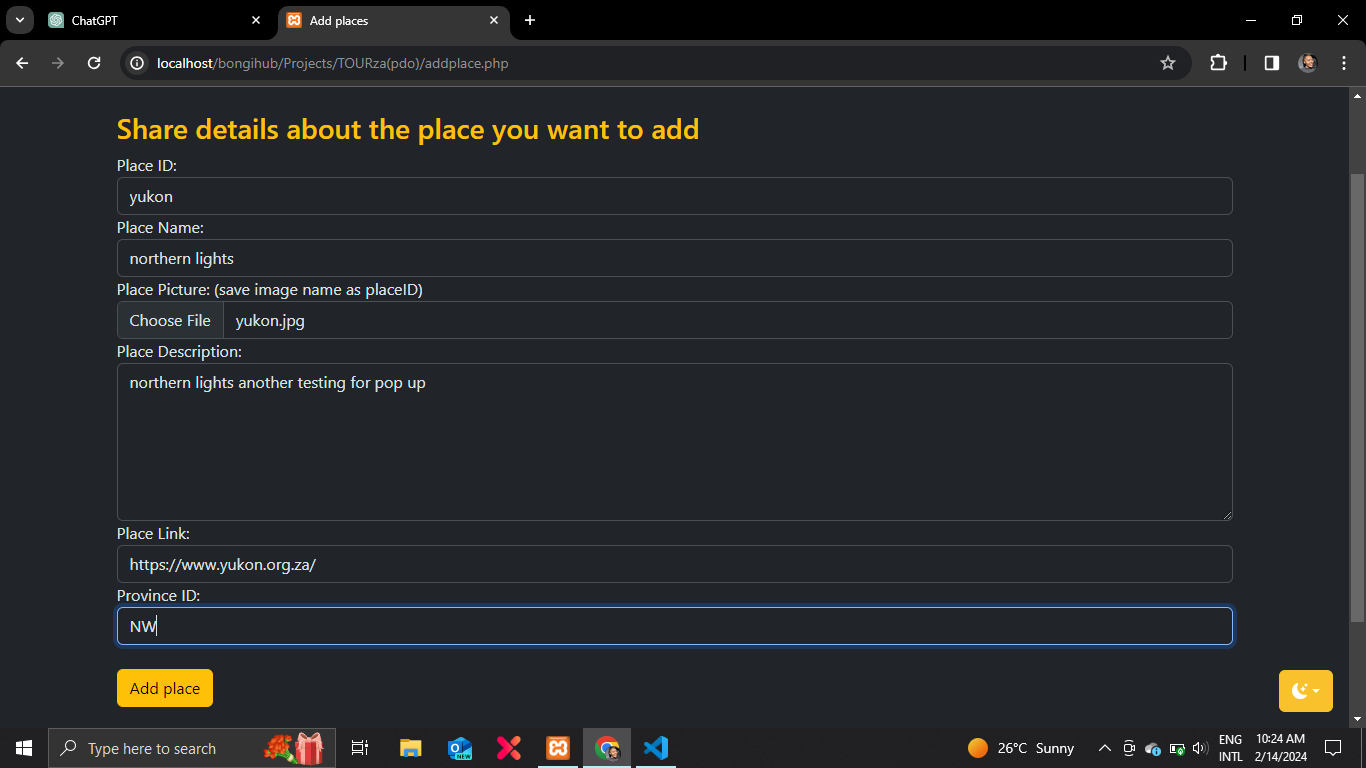 ChatGPT
Add places
localhost/bongihub/Projects/TOURza(pdo)/addplace.php
Share details about the place you want to add
Place ID:
yukon
Place Name:
northern lights
Place Picture: (save image name as placeID)
Choose File yukon.jpg
Place Description:
northern lights another testing for pop up
Place Link:
https://www.yukon.org.za/
Province ID:
NW
Add place
Type here to search
NEW
26°C Sunny
ENG
INTL
10:24 AM
2/14/2024